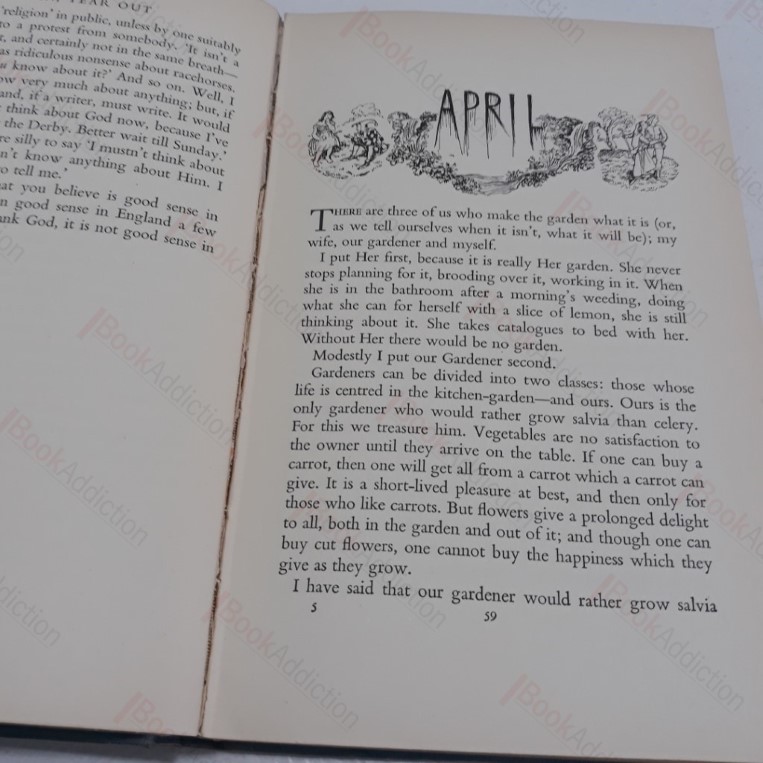 YEAR OUT
'religion' in public, unless by one suitably
to a protest from somebody. 'It isn't a
and certainly not in the same breath—
as ridiculous nonsense about racehorses.
know about it?' And so on. Well, I
ow very much about anything; but, if
and, if a writer, must write. It would
think about God now, because I've
the Derby. Better wait till Sunday.'
re silly to say 'I mustn't think about
n't know anything about Him. I
o tell me.'
at you believe is good sense in
n good sense in England a few
nk God, it is not good sense in
APRIL
THERE are three of us who make the garden what it is (or,
as we tell ourselves when it isn't, what it will be); my
wife, our gardener and myself.
I put Her first, because it is really Her garden. She never
stops planning for it, brooding over it, working in it. When
she is in the bathroom after a morning's weeding, doing
what she can for herself with a slice of lemon, she is still
thinking about it. She takes catalogues to bed with her.
Without Her there would be no garden.
Modestly I put our Gardener second.
Gardeners can be divided into two classes: those whose
life is centred in the kitchen-garden—and ours. Ours is the
only gardener who would rather grow salvia than celery.
For this we treasure him. Vegetables are no satisfaction to
the owner until they arrive on the table. If one can buy a
carrot, then one will get all from a carrot which a carrot can
give. It is a short-lived pleasure at best, and then only for
those who like carrots. But flowers give a prolonged delight
to all, both in the garden and out of it; and though one can
buy cut flowers, one cannot buy the happiness which they
give as they grow.
I have said that our gardener would rather grow salvia
5
59
BookAddiction